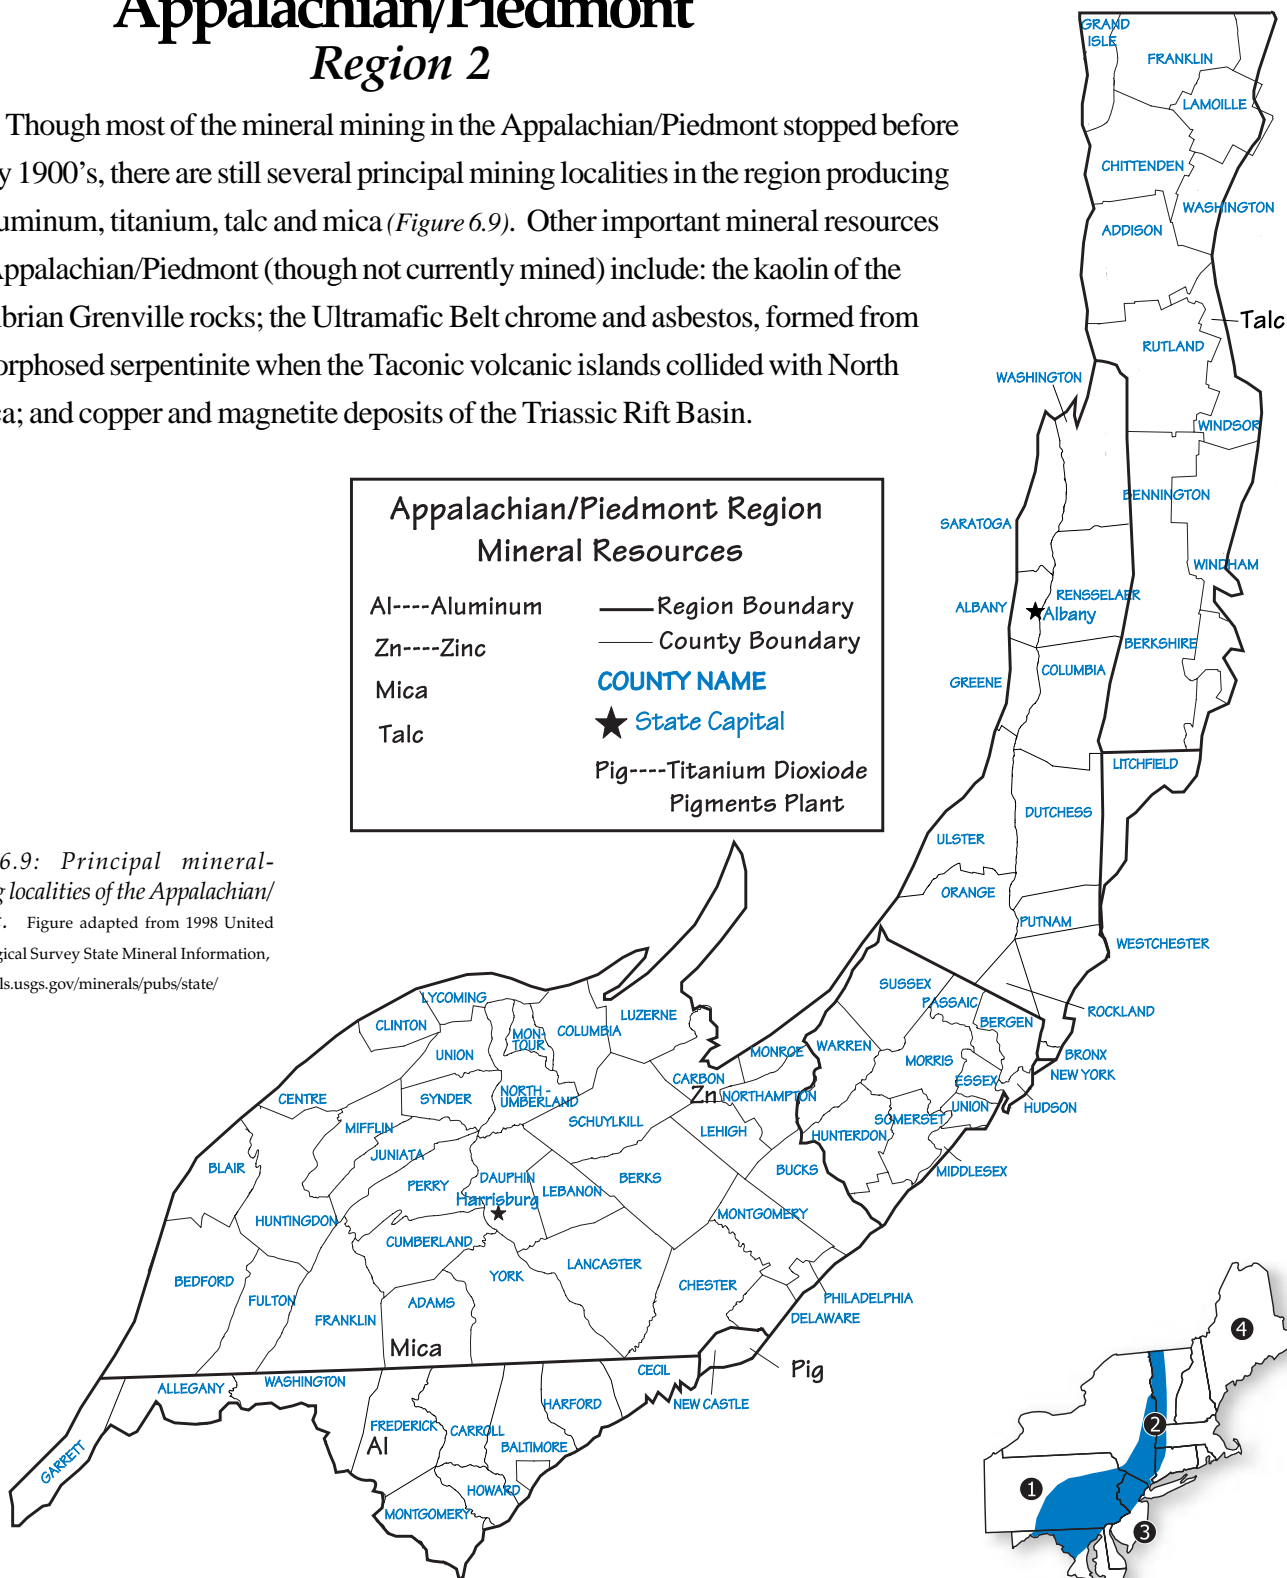 Appalachian/Piedmont
Region 2
Though most of the mineral mining in the Appalachian/Piedmont stopped before
y 1900's, there are still several principal mining localities in the region producing
uminum, titanium, talc and mica (Figure 6.9). Other important mineral resources
Appalachian/Piedmont (though not currently mined) include: the kaolin of the
brian Grenville rocks; the Ultramafic Belt chrome and asbestos, formed from
orphosed serpentinite when the Taconic volcanic islands collided with North
ca; and copper and magnetite deposits of the Triassic Rift Basin.
Appalachian/Piedmont Region
Mineral Resources
Al----Aluminum
Zn----Zinc
Mica
Talc
Region Boundary
County Boundary
COUNTY NAME
State Capital
Pig----Titanium Dioxiode
Pigments Plant
6.9: Principal mineral-
g localities of the Appalachian/
. Figure adapted from 1998 United
gical Survey State Mineral Information,
ls.usgs.gov/minerals/pubs/state/
GRAND
ISLE
FRANKLIN
LAMOILLE
CHITTENDEN
WASHINGTON
ADDISON
Talc
RUTLAND
WASHINGTON
WINDSOR
BENNINGTON
SARATOGA
WINDHAM
RENSSELAER
ALBANY
Albany
BERKSHIRE
COLUMBIA
GREENE
LITCHFIELD
DUTCHESS
ULSTER
ORANGE
PUTNAM
WESTCHESTER
SUSSEX
PASSAIC
ROCKLAND
BERGEN
LYCOMING
CLINTON
MON-
TOUR
COLUMBIA
LUZERNE
UNION
MONROE
WARREN
MORRIS
BRONX
NEW YORK
ESSEX
CARBON
Zn
NORTHAMPTON
CENTRE
SYNDER
NORTH -
UMBERLAND
UNION
HUDSON
SCHUYLKILL
SOMERSET
MIFFLIN
LEHIGH
HUNTERDON
JUNIATA
BLAIR
BUCKS
MIDDLESEX
PERRY
DAUPHIN
LEBANON
BERKS
Harrisburg
HUNTINGDON
MONTGOMERY
CUMBERLAND
YORK
LANCASTER
BEDFORD
CHESTER
FULTON
ADAMS
PHILADELPHIA
FRANKLIN
DELAWARE
Mica
Pig
CECIL
ALLEGANY
WASHINGTON
HARFORD
NEW CASTLE
FREDERICK
CARROLL
Al
BALTIMORE
GARRETT
HOWARD
MONTGOMERY
4
2
1
3